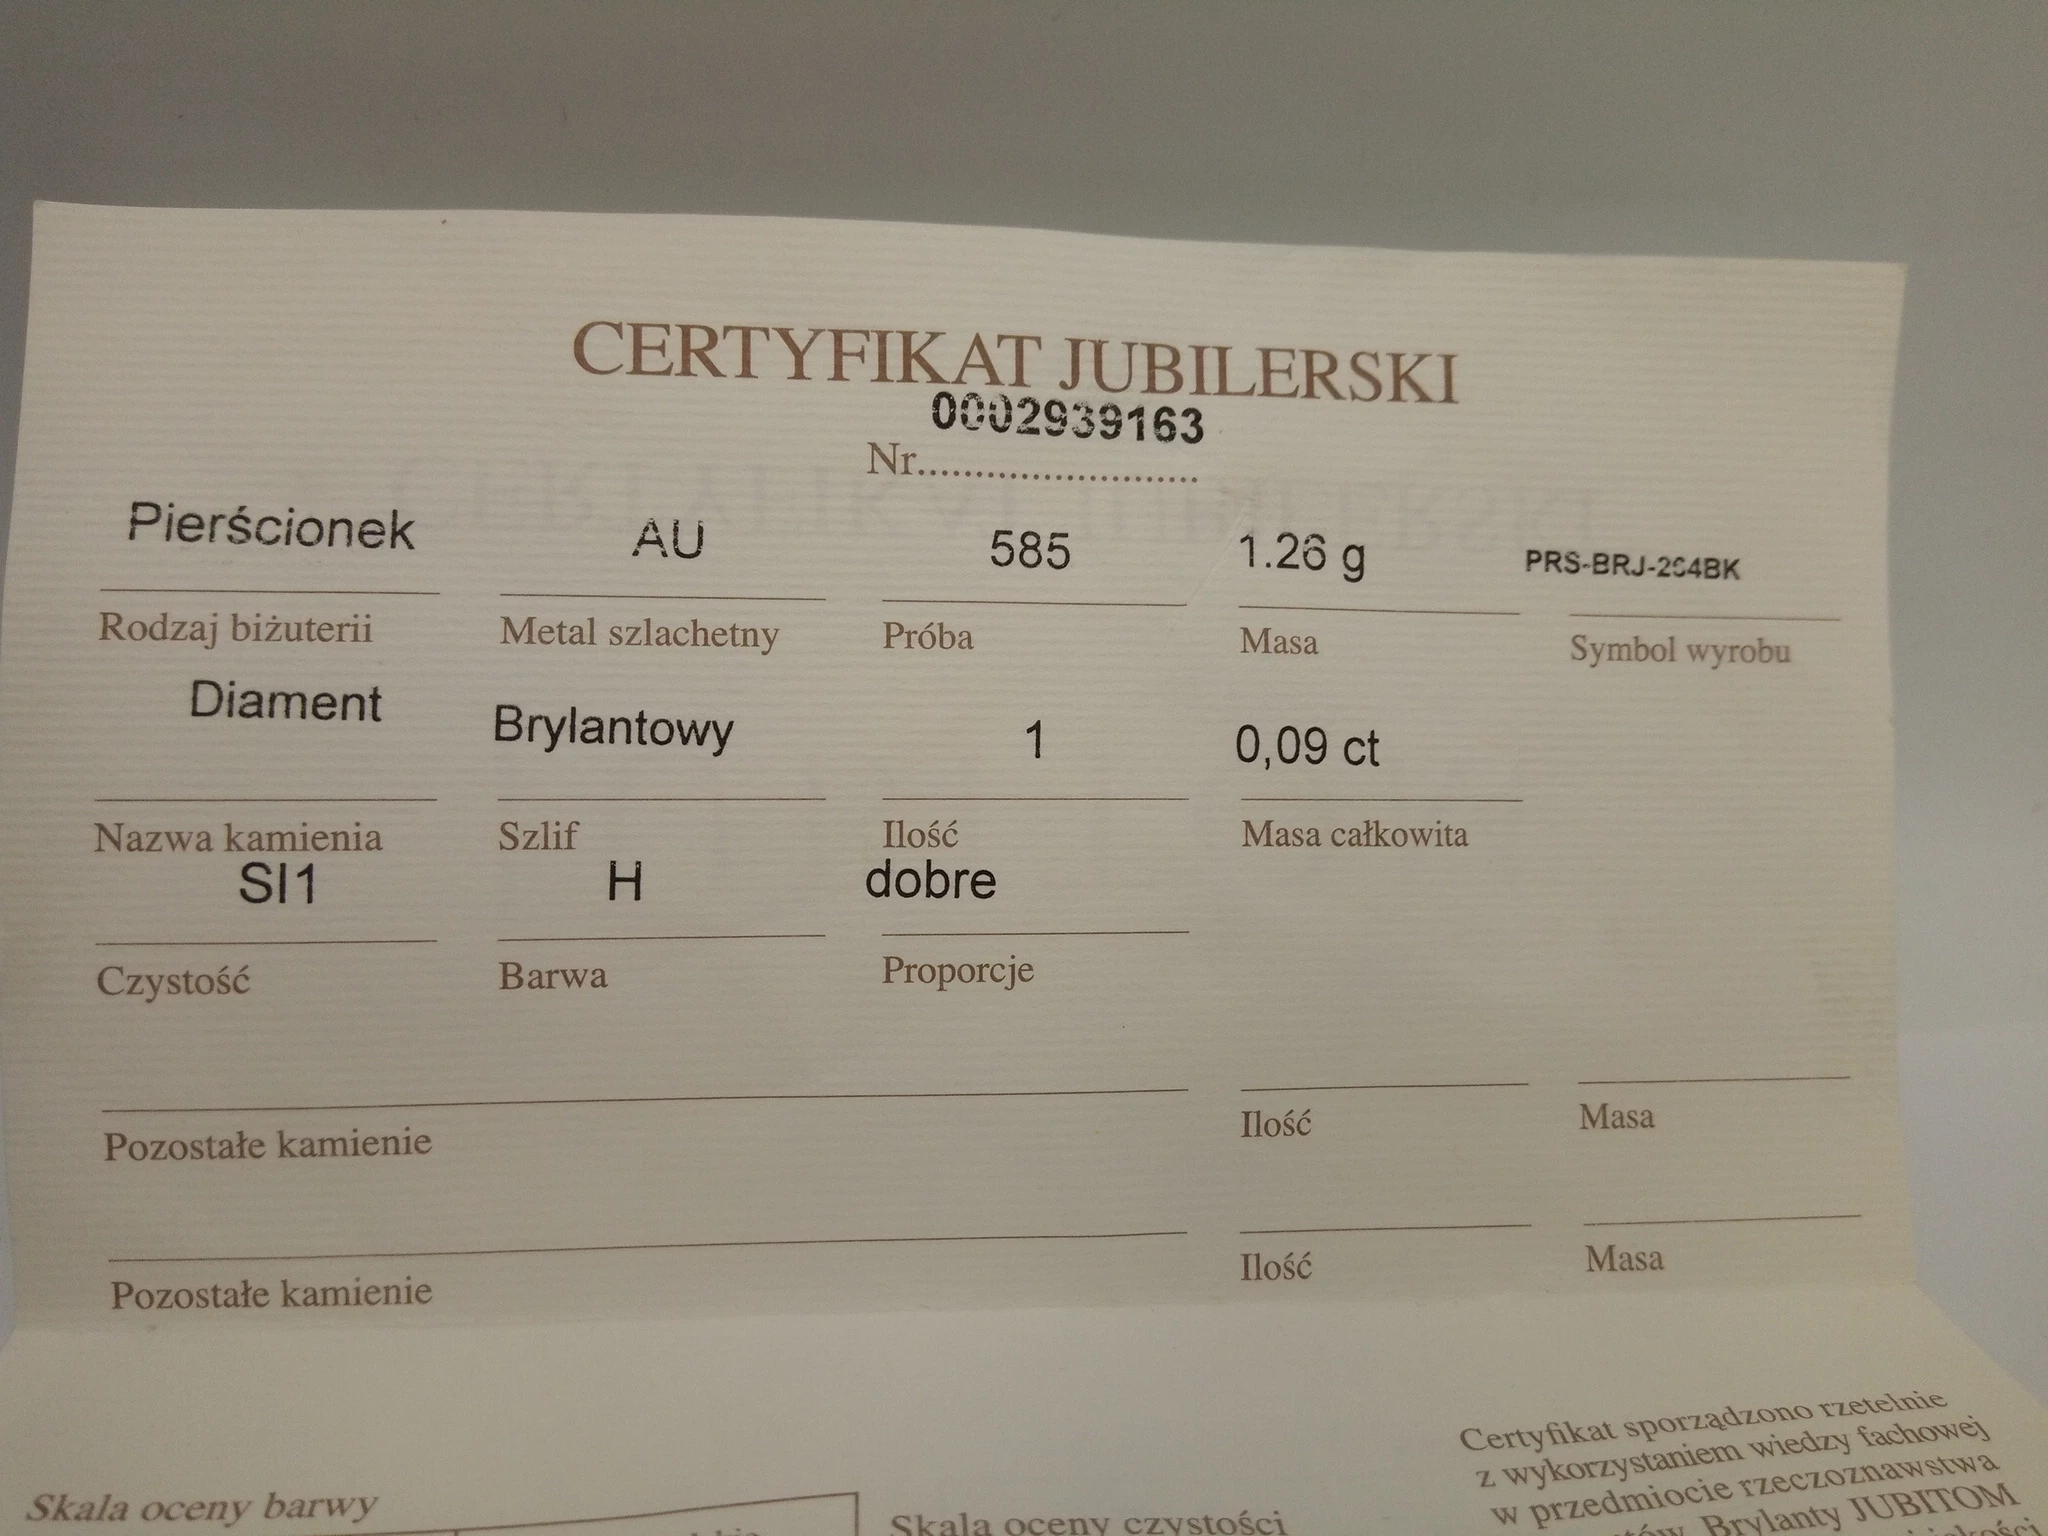 CERTYFIKAT JUBILERSKI
0002939163
Nr..............................
Pierścionek AU 585 1.26 g
Rodzaj biżuterii Metal szlachetny Próba Masa Symbol wyrobu
Diament Brylantowy 1 0,09 ct
Nazwa kamienia Szlif Ilość Masa całkowita
SI1 H dobre
Czystość Barwa Proporcje
Pozostałe kamienie Ilość Masa
Pozostałe kamienie Ilość Masa
Certyfikat sporządzono rzetelnie
z wykorzystaniem wiedzy fachowej
w przedmiocie rzeczoznawstwa
Brylanty JUBITOM
Skala oceny barwy
Skala oceny czystości